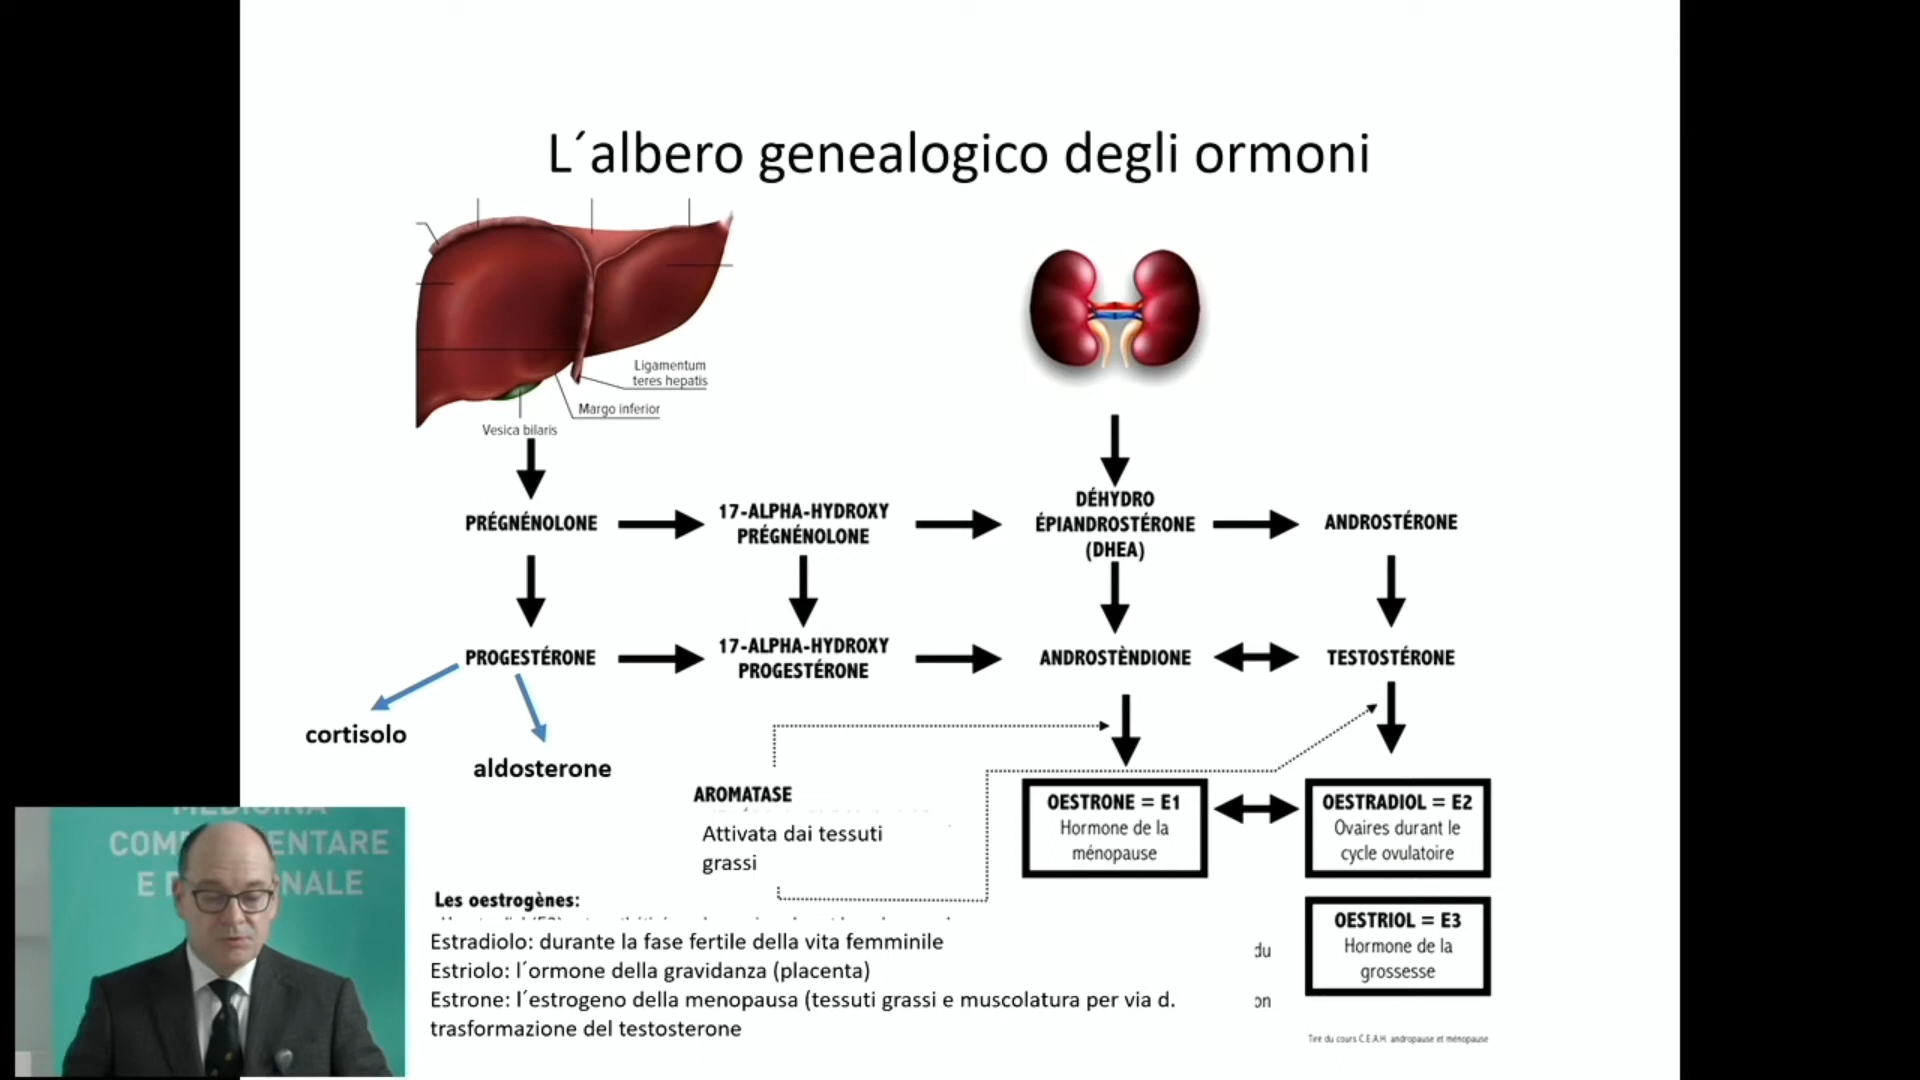 L´albero genealogico degli ormoni
Ligamentum
teres hepatis
Margo inferior
Vesica bilaris
PRÉGNÉNOLONE
17-ALPHA-HYDROXY
PRÉGNÉNOLONE
DÉHYDRO
ÉPIANDROSTÉRONE
(DHEA)
ANDROSTÉRONE
PROGESTÉRONE
17-ALPHA-HYDROXY
PROGESTÉRONE
ANDROSTÈNDIONE
TESTOSTÉRONE
cortisolo
aldosterone
AROMATASE
Attivata dai tessuti
grassi
OESTRONE = E1
Hormone de la
ménopause
OESTRADIOL = E2
Ovaires durant le
cycle ovulatoire
OESTRIOL = E3
Hormone de la
grossesse
Les oestrogènes:
Estradiolo: durante la fase fertile della vita femminile
Estriolo: l´ormone della gravidanza (placenta)
Estrone: l´estrogeno della menopausa (tessuti grassi e muscolatura per via d.
trasformazione del testosterone
du
on
Tiré du cours C.E.A.H. andropause et ménopause
MEDICINA